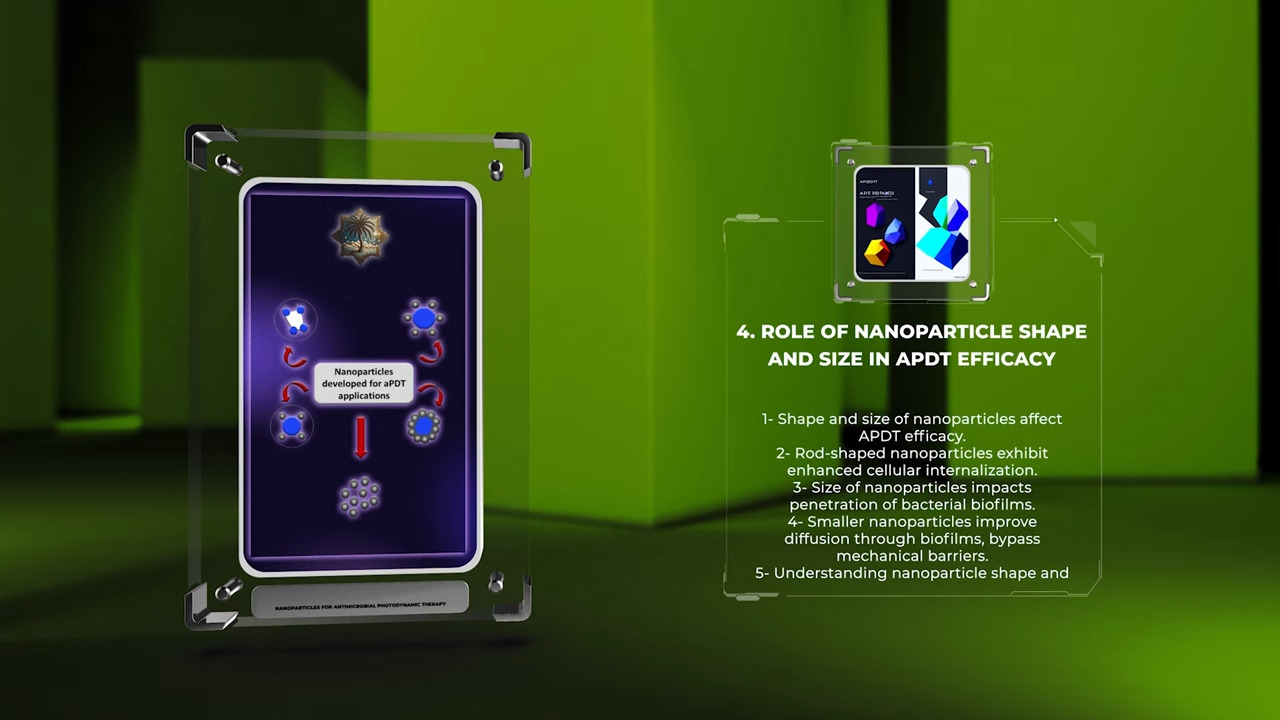 Nanoparticles
developed for aPDT
applications
NANOPARTICLES FOR ANTIMICROBIAL PHOTODYNAMIC THERAPY
4. ROLE OF NANOPARTICLE SHAPE
AND SIZE IN APDT EFFICACY
1- Shape and size of nanoparticles affect
APDT efficacy.
2- Rod-shaped nanoparticles exhibit
enhanced cellular internalization.
3- Size of nanoparticles impacts
penetration of bacterial biofilms.
4- Smaller nanoparticles improve
diffusion through biofilms, bypass
mechanical barriers.
5- Understanding nanoparticle shape and